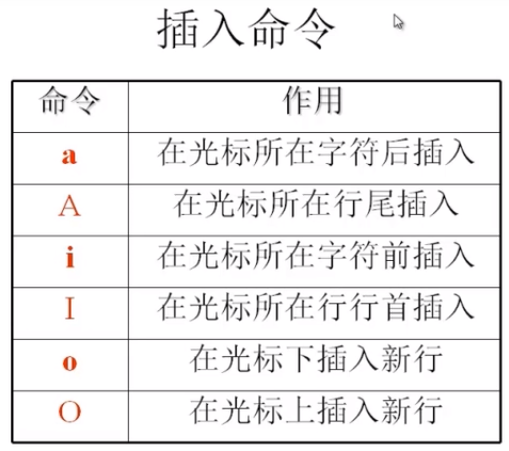 插入命令
命令 作用
a 在光标所在字符后插入
A 在光标所在行尾插入
i 在光标所在字符前插入
I 在光标所在行行首插入
o 在光标下插入新行
O 在光标上插入新行